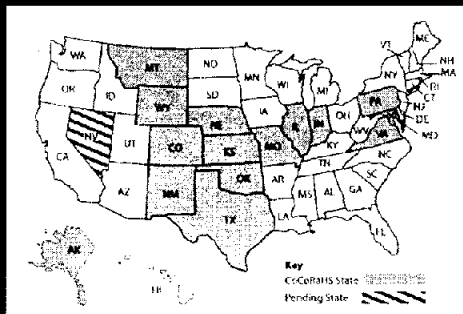 WA
MT
ND
MN
VT
ME
NH
MA
OR
ID
WY
SD
WI
MI
NY
RI
CT
NE
IA
PA
NJ
NV
UT
CO
KS
MO
IL
IN
OH
WV
VA
DE
MD
CA
KY
NC
TN
AZ
NM
OK
AR
SC
MS
AL
GA
TX
LA
FL
AK
HI
Key
CoCoRaHS State
Pending State